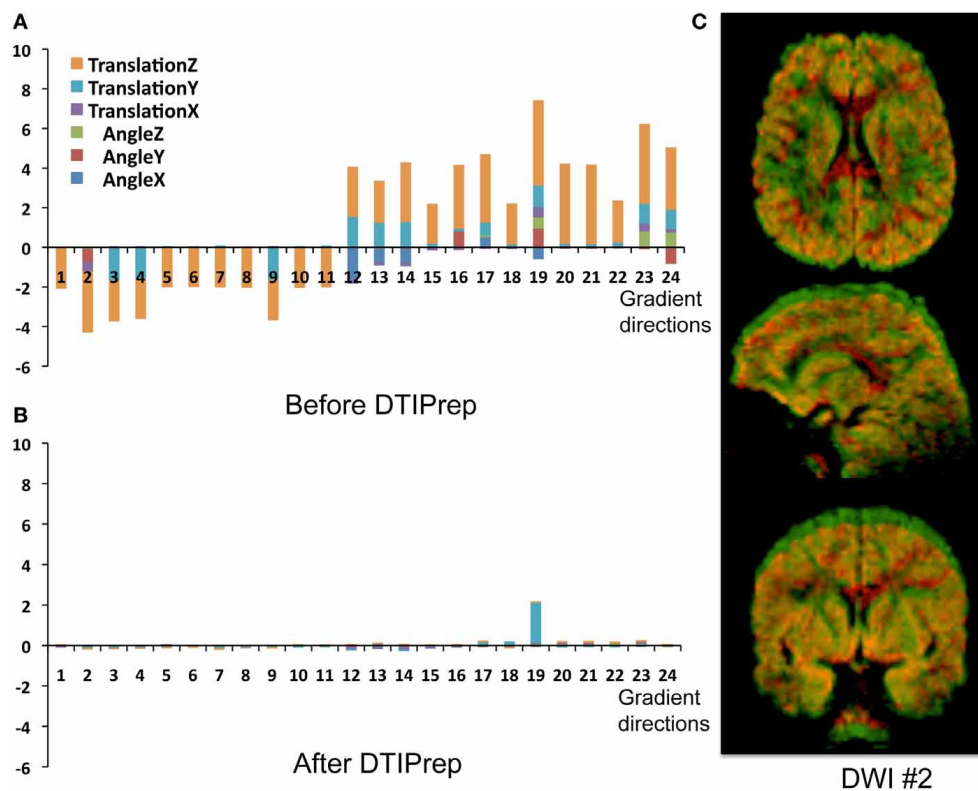 A
10
8
6
4
2
0
-2
-4
-6
TranslationZ
TranslationY
TranslationX
AngleZ
AngleY
AngleX
1 2 3 4 5 6 7 8 9 10 11 12 13 14 15 16 17 18 19 20 21 22 23 24
Gradient
directions
Before DTIPrep
B
10
8
6
4
2
0
-2
-4
-6
1 2 3 4 5 6 7 8 9 10 11 12 13 14 15 16 17 18 19 20 21 22 23 24
Gradient
directions
After DTIPrep
C
DWI #2